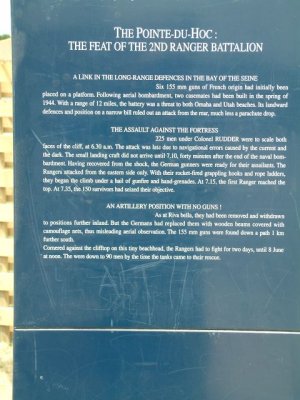 THE POINTE-DU-HOC :
THE FEAT OF THE 2ND RANGER BATTALION
A LINK IN THE LONG-RANGE DEFENCES IN THE BAY OF THE SEINE
Six 155 mm guns of French origin had initially been
placed on a platform. Following aerial bombardment, two casemates had been built in the spring of
1944. With a range of 12 miles, the battery was a threat to both Omaha and Utah beaches. Its landward
defences and position on a narrow bill ruled out an attack from the rear, much less a parachute drop.
THE ASSAULT AGAINST THE FORTRESS
225 men under Colonel RUDDER were to scale both
faces of the cliff, at 6.30 a.m. The attack was late due to navigational errors caused by the current and
the dark. The small landing craft did not arrive until 7,10, forty minutes after the end of the naval bom-
bardment. Having recovered from the shock, the German gunners were ready for their assailants. The
Rangers attacked from the eastern side only. With their rocket-fired grappling hooks and rope ladders,
they began the climb under a hail of gunfire and hand-grenades. At 7.15, the first Ranger reached the
top. At 7.35, the 150 survivors had seized their objective.
AN ARTILLERY POSITION WITH NO GUNS !
As at Riva bella, they had been removed and withdrawn
to positions further inland. But the Germans had replaced them with wooden beams covered with
camouflage nets, thus misleading aerial observation. The 155 mm guns were found down a path 1 km
further south.
Cornered against the clifftop on this tiny beachhead, the Rangers had to fight for two days, until 8 June
at noon. The were down to 90 men by the time the tanks came to their rescue.